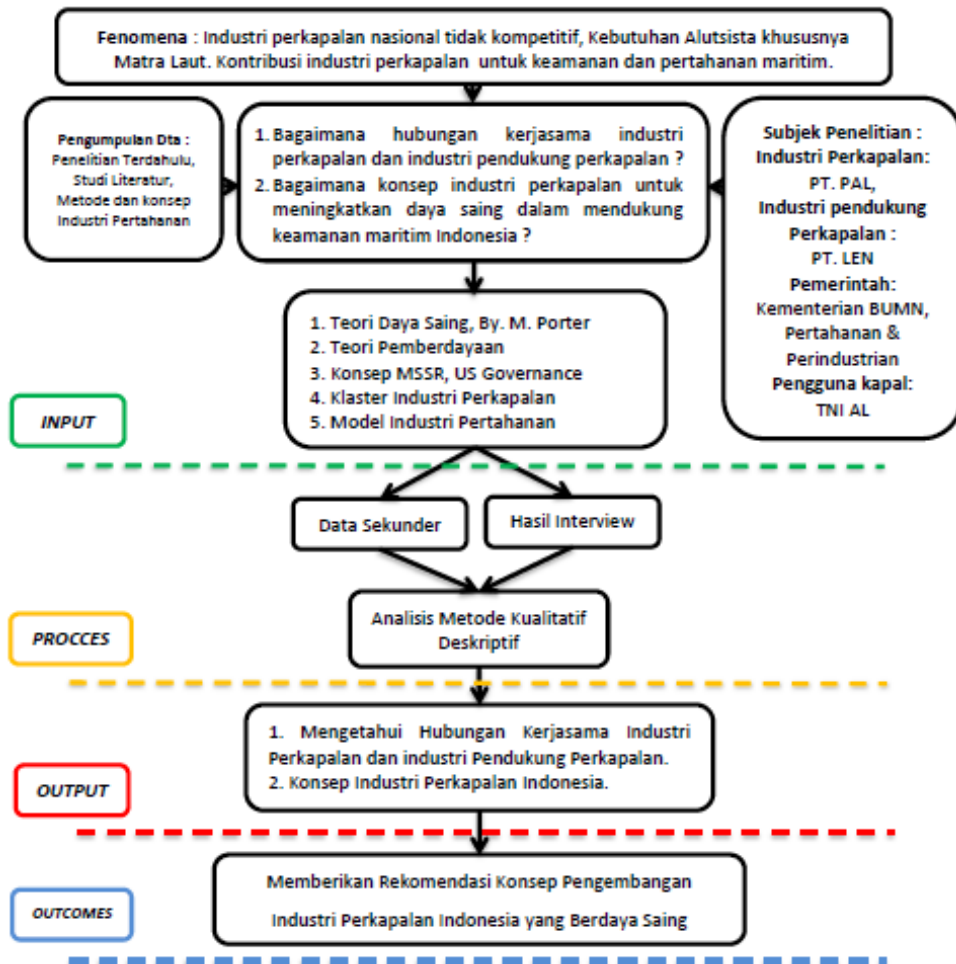 Fenomena : Industri perkapalan nasional tidak kompetitif, Kebutuhan Alutsista khususnya
Matra Laut. Kontribusi industri perkapalan untuk keamanan dan pertahanan maritim.
Pengumpulan Dta :
Penelitian Terdahulu,
Studi Literatur,
Metode dan konsep
Industri Pertahanan
1. Bagaimana hubungan kerjasama industri
perkapalan dan industri pendukung perkapalan ?
2. Bagaimana konsep industri perkapalan untuk
meningkatkan daya saing dalam mendukung
keamanan maritim Indonesia ?
Subjek Penelitian :
Industri Perkapalan:
PT. PAL,
Industri pendukung
Perkapalan :
PT. LEN
Pemerintah:
Kementerian BUMN,
Pertahanan &
Perindustrian
Pengguna kapal:
TNI AL
1. Teori Daya Saing, By. M. Porter
2. Teori Pemberdayaan
3. Konsep MSSR, US Governance
4. Klaster Industri Perkapalan
5. Model Industri Pertahanan
INPUT
Data Sekunder
Hasil Interview
Analisis Metode Kualitatif
Deskriptif
PROCCES
1. Mengetahui Hubungan Kerjasama Industri
Perkapalan dan industri Pendukung Perkapalan.
2. Konsep Industri Perkapalan Indonesia.
OUTPUT
Memberikan Rekomendasi Konsep Pengembangan
Industri Perkapalan Indonesia yang Berdaya Saing
OUTCOMES